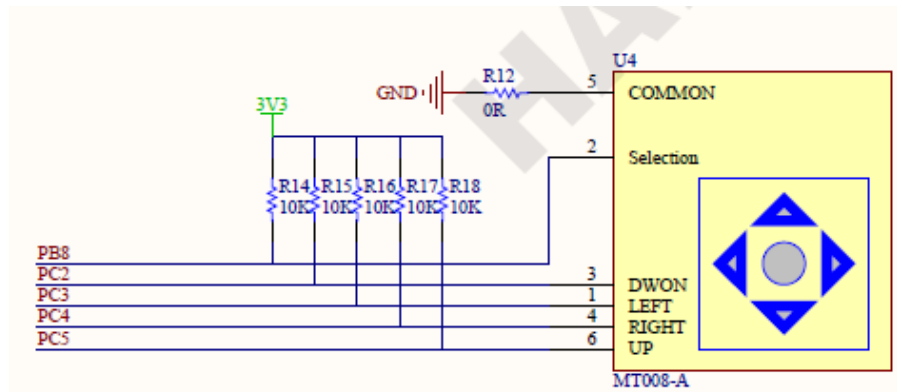 HA
U4
R12
5
GND
COMMON
0R
3V3
2
Selection
R14 R15 R16 R17 R18
10K 10K 10K 10K 10K
PB8
PC2
3
DWON
PC3
1
LEFT
PC4
4
RIGHT
PC5
6
UP
MT008-A